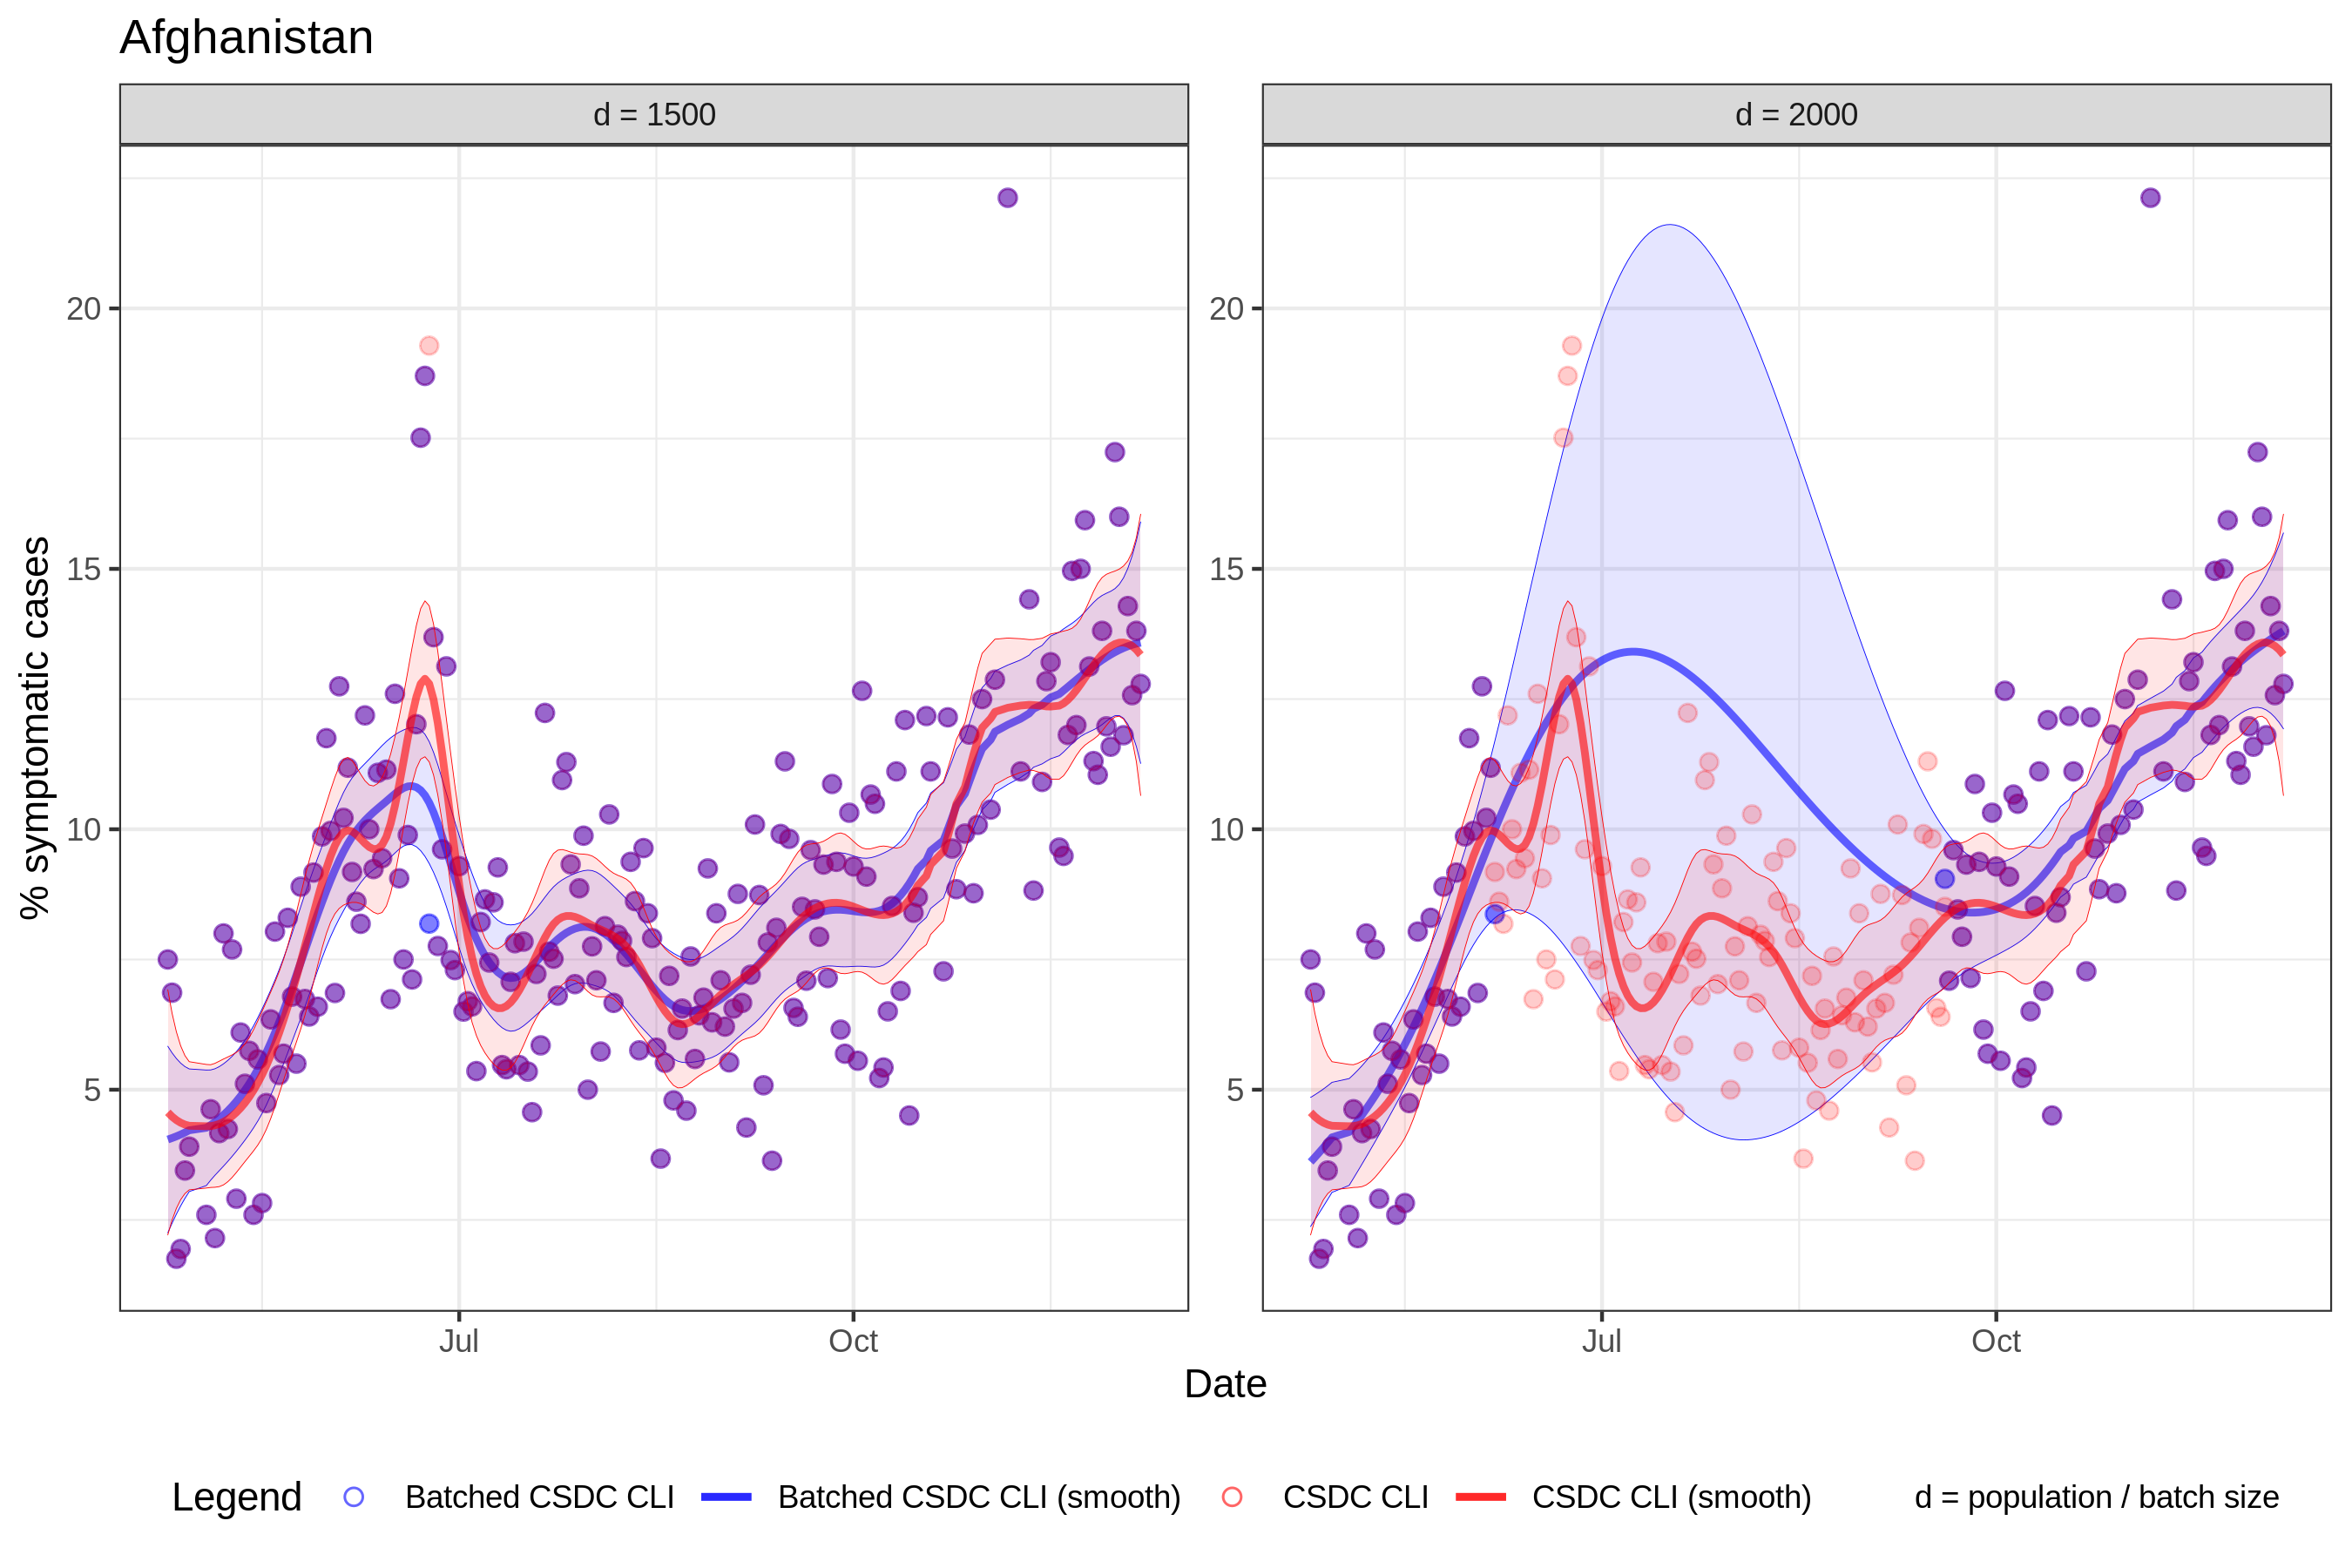 Afghanistan
d = 1500
d = 2000
% symptomatic cases
20
15
10
5
20
15
10
5
Jul
Oct
Jul
Oct
Date
Legend
Batched CSDC CLI
Batched CSDC CLI (smooth)
CSDC CLI
CSDC CLI (smooth)
d = population / batch size